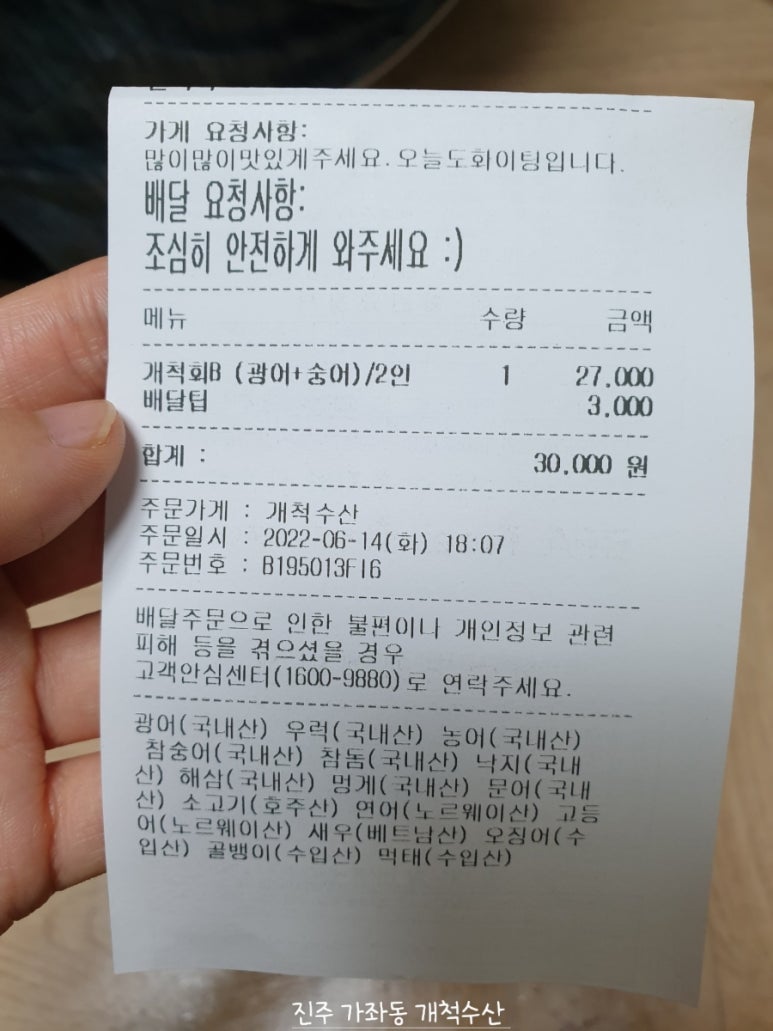 가게 요청사항:
많이많이맛있게주세요.오늘도화이팅입니다.
배달 요청사항:
조심히 안전하게 와주세요 :)
메뉴 수량 금액
개척회B (광어+숭어)/2인 1 27,000
배달팁 3,000
합계 : 30,000 원
주문가게 : 개척수산
주문일시 : 2022-06-14(화) 18:07
주문번호 : B195013FI6
배달주문으로 인한 불편이나 개인정보 관련
피해 등을 겪으셨을 경우
고객안심센터(1600-9880)로 연락주세요.
광어(국내산) 우럭(국내산) 농어(국내산)
참숭어(국내산) 참돔(국내산) 낙지(국내
산) 해삼(국내산) 멍게(국내산) 문어(국내
산) 소고기(호주산) 연어(노르웨이산) 고등
어(노르웨이산) 새우(베트남산) 오징어(수
입산) 골뱅이(수입산) 먹태(수입산)
진주 가좌동 개척수산